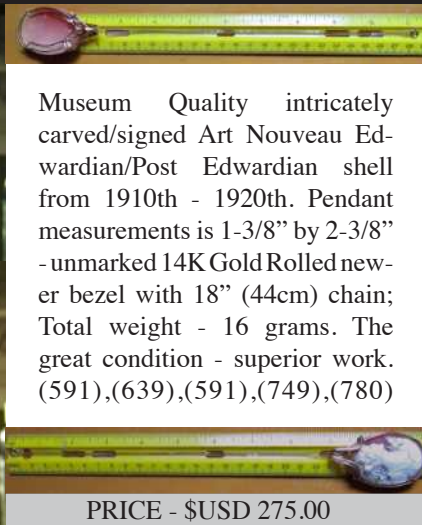 Museum Quality intricately
carved/signed Art Nouveau Ed-
wardian/Post Edwardian shell
from 1910th - 1920th. Pendant
measurements is 1-3/8” by 2-3/8”
- unmarked 14K Gold Rolled new-
er bezel with 18” (44cm) chain;
Total weight - 16 grams. The
great condition - superior work.
(591),(639),(591),(749),(780)
PRICE - $USD 275.00